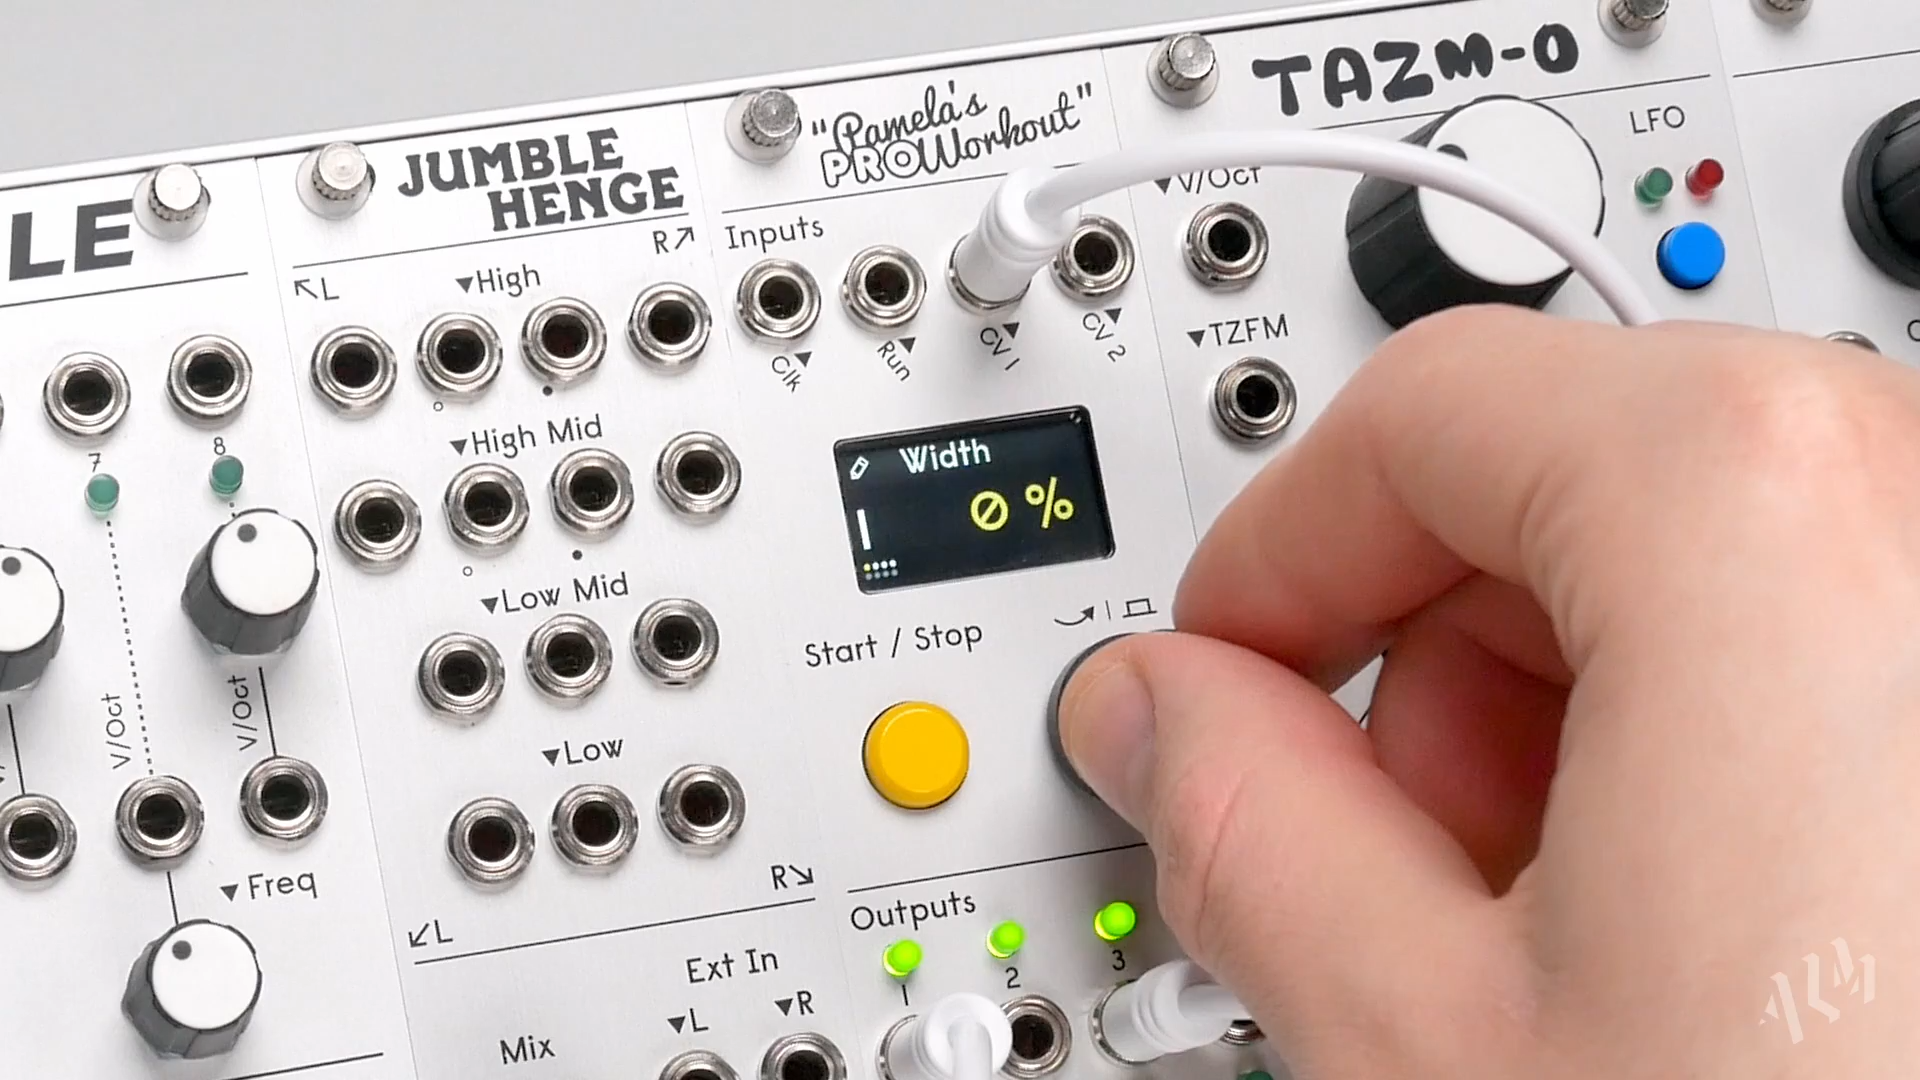 LE
JUMBLE
HENGE
"Pamela's
PRO Workout"
TAZM-O
LFO
Inputs
R
L
▼High
Clk
Run
CV 1
CV 2
▼V/Oct
▼TZFM
▼High Mid
7
8
Width
0 %
▼Low Mid
Start / Stop
V/Oct
V/Oct
▼Low
▼Freq
R
L
Outputs
1
2
3
Ext In
▼L
▼R
Mix